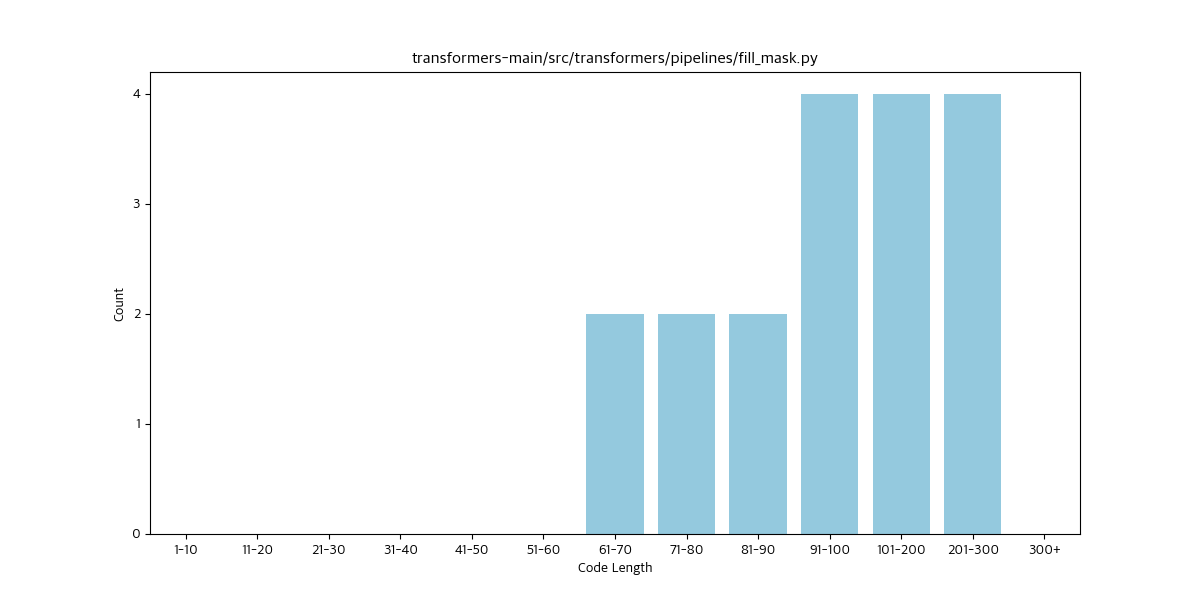 transformers-main/src/transformers/pipelines/fill_mask.py
4
3
2
1
0
Count
1-10 11-20 21-30 31-40 41-50 51-60 61-70 71-80 81-90 91-100 101-200 201-300 300+
Code Length